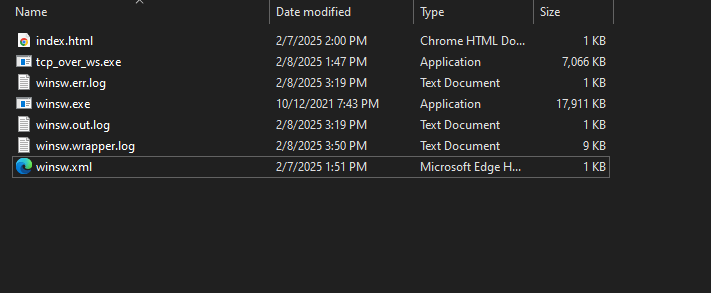 Name Date modified Type Size
index.html 2/7/2025 2:00 PM Chrome HTML Do... 1 KB
tcp_over_ws.exe 2/8/2025 1:47 PM Application 7,066 KB
winsw.err.log 2/8/2025 3:19 PM Text Document 1 KB
winsw.exe 10/12/2021 7:43 PM Application 17,911 KB
winsw.out.log 2/8/2025 3:19 PM Text Document 1 KB
winsw.wrapper.log 2/8/2025 3:50 PM Text Document 9 KB
winsw.xml 2/7/2025 1:51 PM Microsoft Edge H... 1 KB